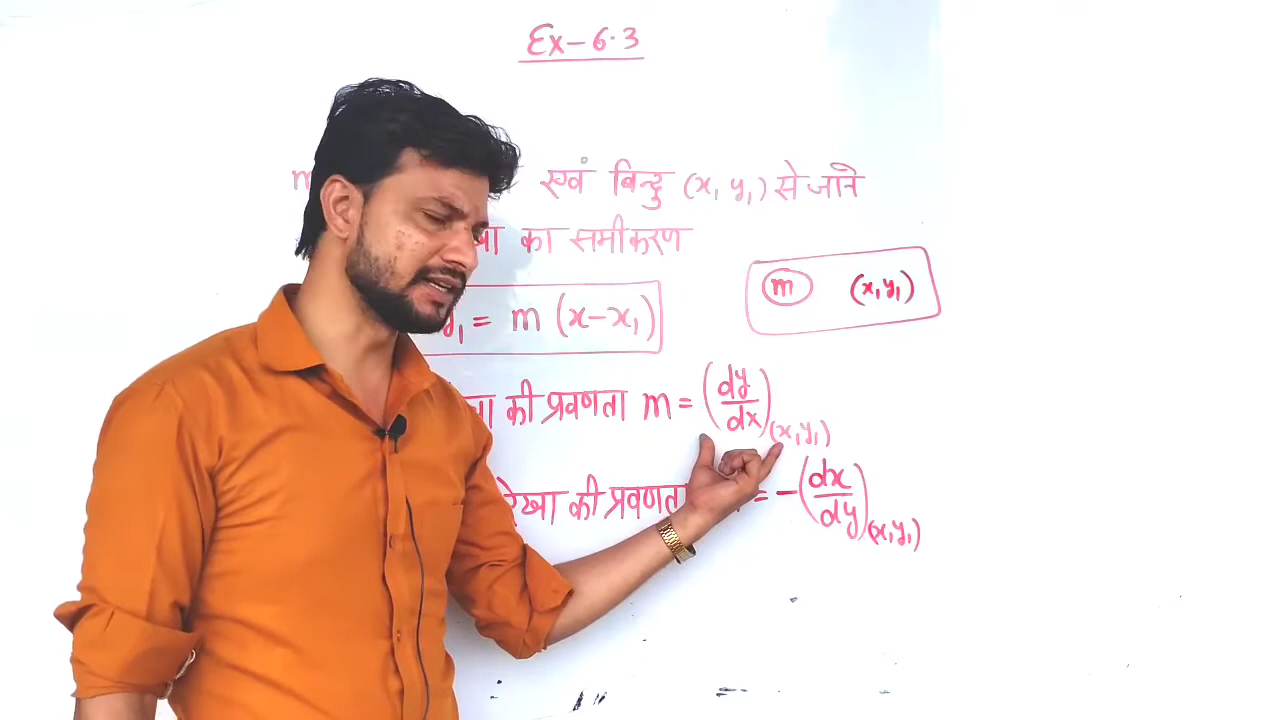 Ex-6.3
m एवं बिन्दु (x₁ y₁) से जाने
का समीकरण
m (x₁y₁)
y₁ = m (x-x₁)
की प्रवणता m = (dy/dx)(x₁,y₁)
रेखा की प्रवणता = -(dx/dy)(x₁,y₁)